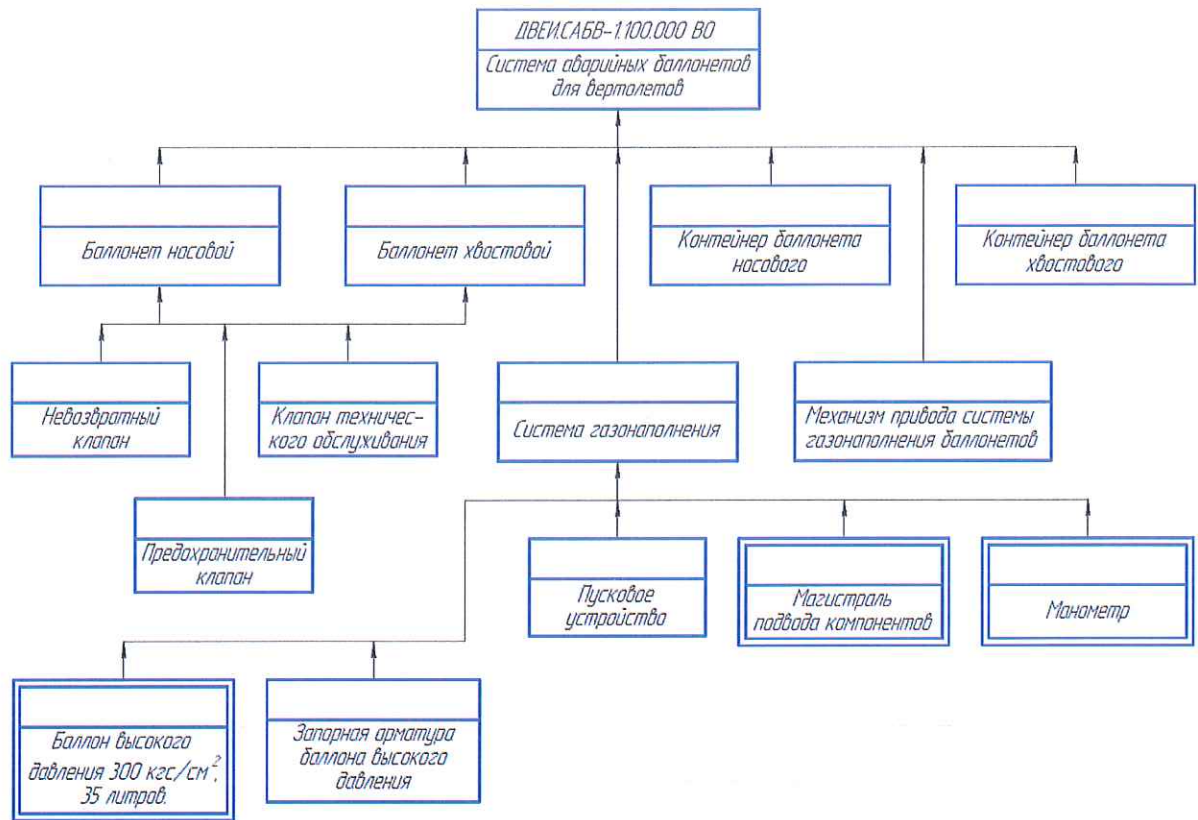 ДВЕИ.САБВ-1.100.000 ВО
Система аварийных баллонетов
для вертолетов
Баллонет насовой
Баллонет хвостовой
Контейнер баллонета
насового
Контейнер баллонета
хвостового
Невозвратный
клапан
Клапан техничес-
кого обслуживания
Система газонаполнения
Механизм привода системы
газонаполнения баллонетов
Предохранительный
клапан
Пусковое
устройство
Магистраль
подвода компонентов
Манометр
Баллон высокого
давления 300 кгс/см²,
35 литров.
Запорная арматура
баллона высокого
давления